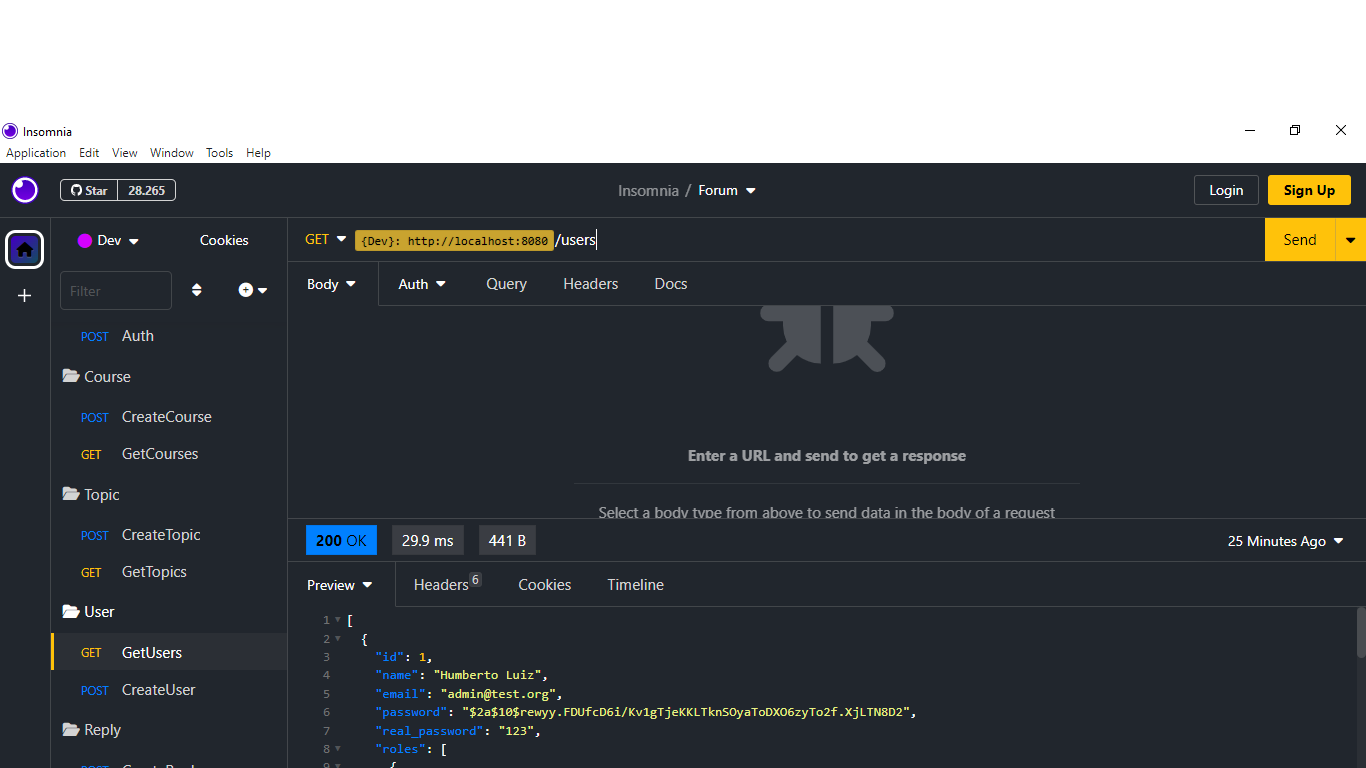 Insomnia
Application Edit View Window Tools Help
Star 28.265
Insomnia / Forum
Login Sign Up
Dev Cookies
GET {Dev}: http://localhost:8080 /users
Send
Filter
Body Auth Query Headers Docs
POST Auth
Course
POST CreateCourse
GET GetCourses
Topic
POST CreateTopic
GET GetTopics
User
GET GetUsers
POST CreateUser
Reply
Enter a URL and send to get a response
Select a body type from above to send data in the body of a request
200 OK 29.9 ms 441 B 25 Minutes Ago
Preview Headers 6 Cookies Timeline
1 [
2 {
3 "id": 1,
4 "name": "Humberto Luiz",
5 "email": "admin@test.org",
6 "password": "$2a$10$rewyy.FDUfcD6i/Kv1gTjeKKLTknSOyaToDXO6zyTo2f.XjLTN8D2",
7 "real_password": "123",
8 "roles": [
9 {